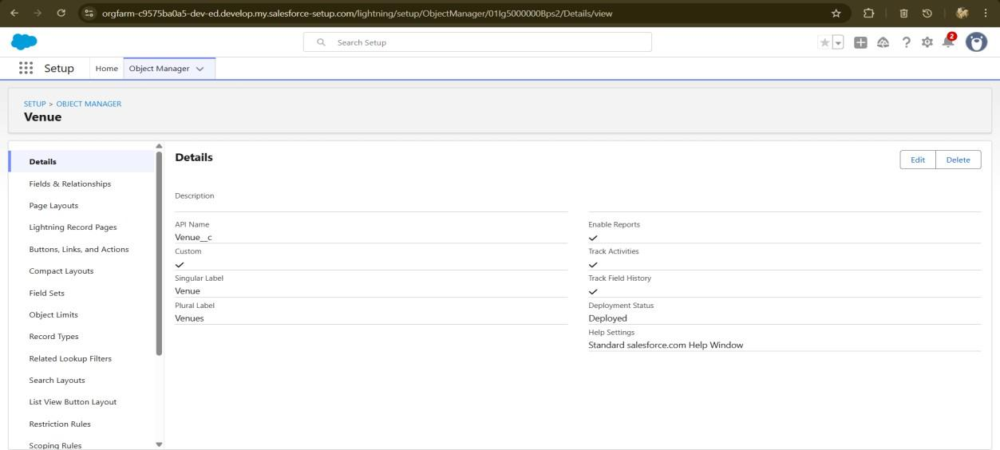 orgfarm-c9575ba0a5-dev-ed.develop.my.salesforce-setup.com/lightning/setup/ObjectManager/01Ig5000000Bps2/Details/view
Search Setup
2
Setup
Home
Object Manager
SETUP > OBJECT MANAGER
Venue
Details
Fields & Relationships
Page Layouts
Lightning Record Pages
Buttons, Links, and Actions
Compact Layouts
Field Sets
Object Limits
Record Types
Related Lookup Filters
Search Layouts
List View Button Layout
Restriction Rules
Scoping Rules
Details
Edit
Delete
Description
API Name
Venue__c
Custom
Singular Label
Venue
Plural Label
Venues
Enable Reports
Track Activities
Track Field History
Deployment Status
Deployed
Help Settings
Standard salesforce.com Help Window